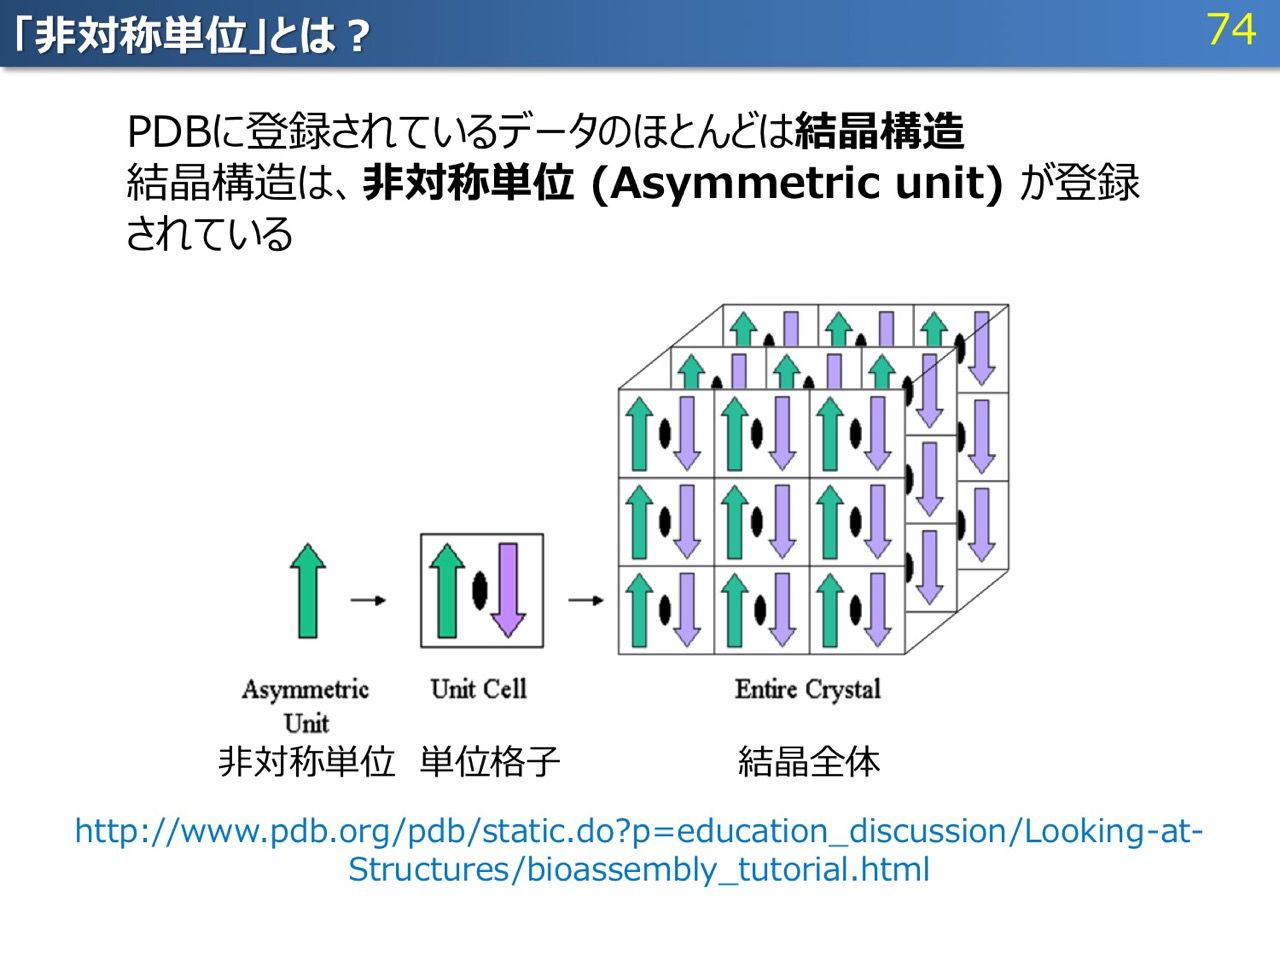 「非対称単位」とは？
74
PDBに登録されているデータのほとんどは結晶構造
結晶構造は、非対称単位 (Asymmetric unit) が登録
されている
Asymmetric
Unit
Unit Cell
Entire Crystal
非対称単位
単位格子
結晶全体
http://www.pdb.org/pdb/static.do?p=education_discussion/Looking-at-
Structures/bioassembly_tutorial.html